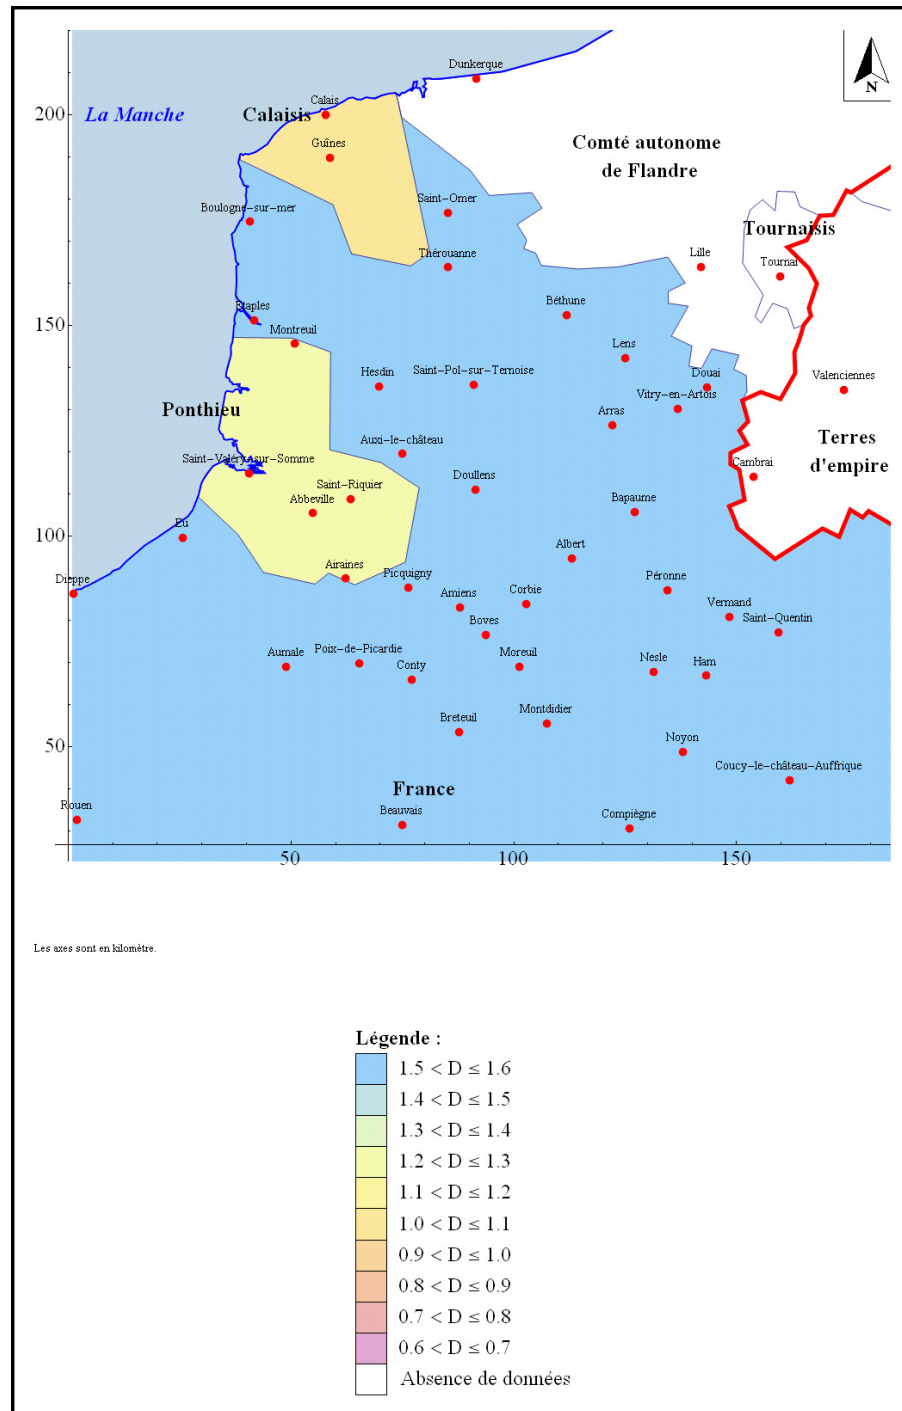 Dunkerque
N
200
La Manche
Calais
Calaisis
Guînes
Comté autonome
de Flandre
Saint-Omer
Boulogne-sur-mer
Tournaisis
Thérouanne
Lille
Tournai
150
Étaples
Béthune
Montreuil
Lens
Hesdin
Saint-Pol-sur-Ternoise
Douai
Valenciennes
Vitry-en-Artois
Ponthieu
Arras
Auxi-le-château
Terres
d'empire
Saint-Valéry-sur-Somme
Cambrai
Saint-Riquier
Doullens
Abbeville
Bapaume
100
Eu
Albert
Airaines
Dieppe
Picquigny
Péronne
Amiens
Corbie
Vermand
Boves
Saint-Quentin
Aumale
Poix-de-Picardie
Conty
Moreuil
Nesle
Ham
Breteuil
Montdidier
50
Noyon
Coucy-le-château-Auffrique
France
Rouen
Beauvais
Compiègne
50
100
150
Les axes sont en kilomètre.
Légende :
1.5 < D ≤ 1.6
1.4 < D ≤ 1.5
1.3 < D ≤ 1.4
1.2 < D ≤ 1.3
1.1 < D ≤ 1.2
1.0 < D ≤ 1.1
0.9 < D ≤ 1.0
0.8 < D ≤ 0.9
0.7 < D ≤ 0.8
0.6 < D ≤ 0.7
Absence de données